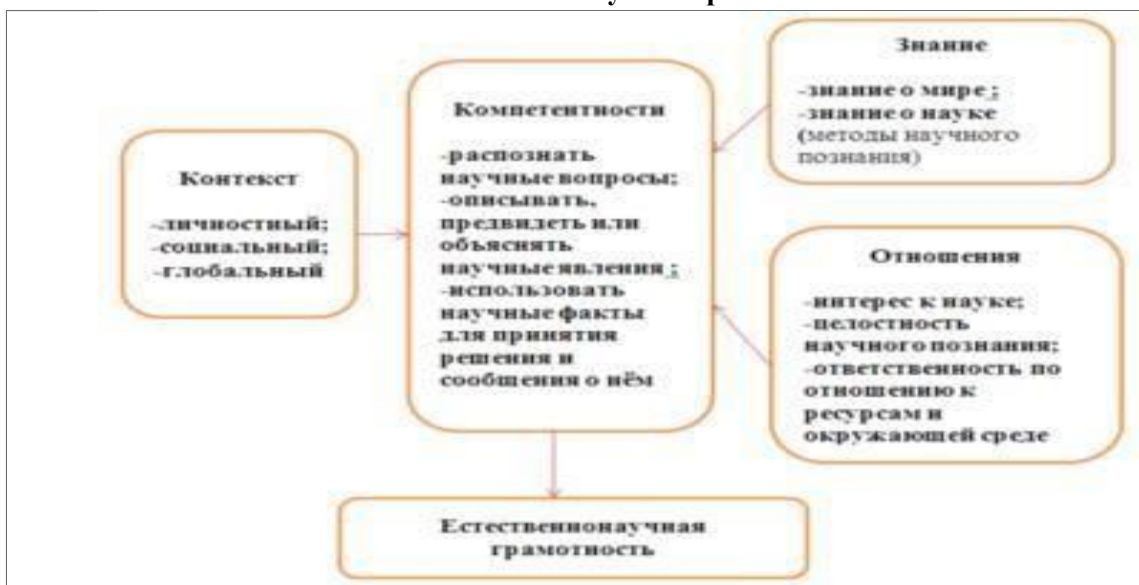 Контекст
-личностный;
-социальный;
-глобальный
Компетентности
-распознать
научные вопросы;
-описывать,
предвидеть или
объяснять
научные явления ;
-использовать
научные факты
для принятия
решения и
сообщения о нём
Знание
-знание о мире ;
-знание о науке
(методы научного
познания)
Отношения
-интерес к науке;
-целостность
научного познания;
-ответственность по
отношению к
ресурсам и
окружающей среде
Естественнонаучная
грамотность